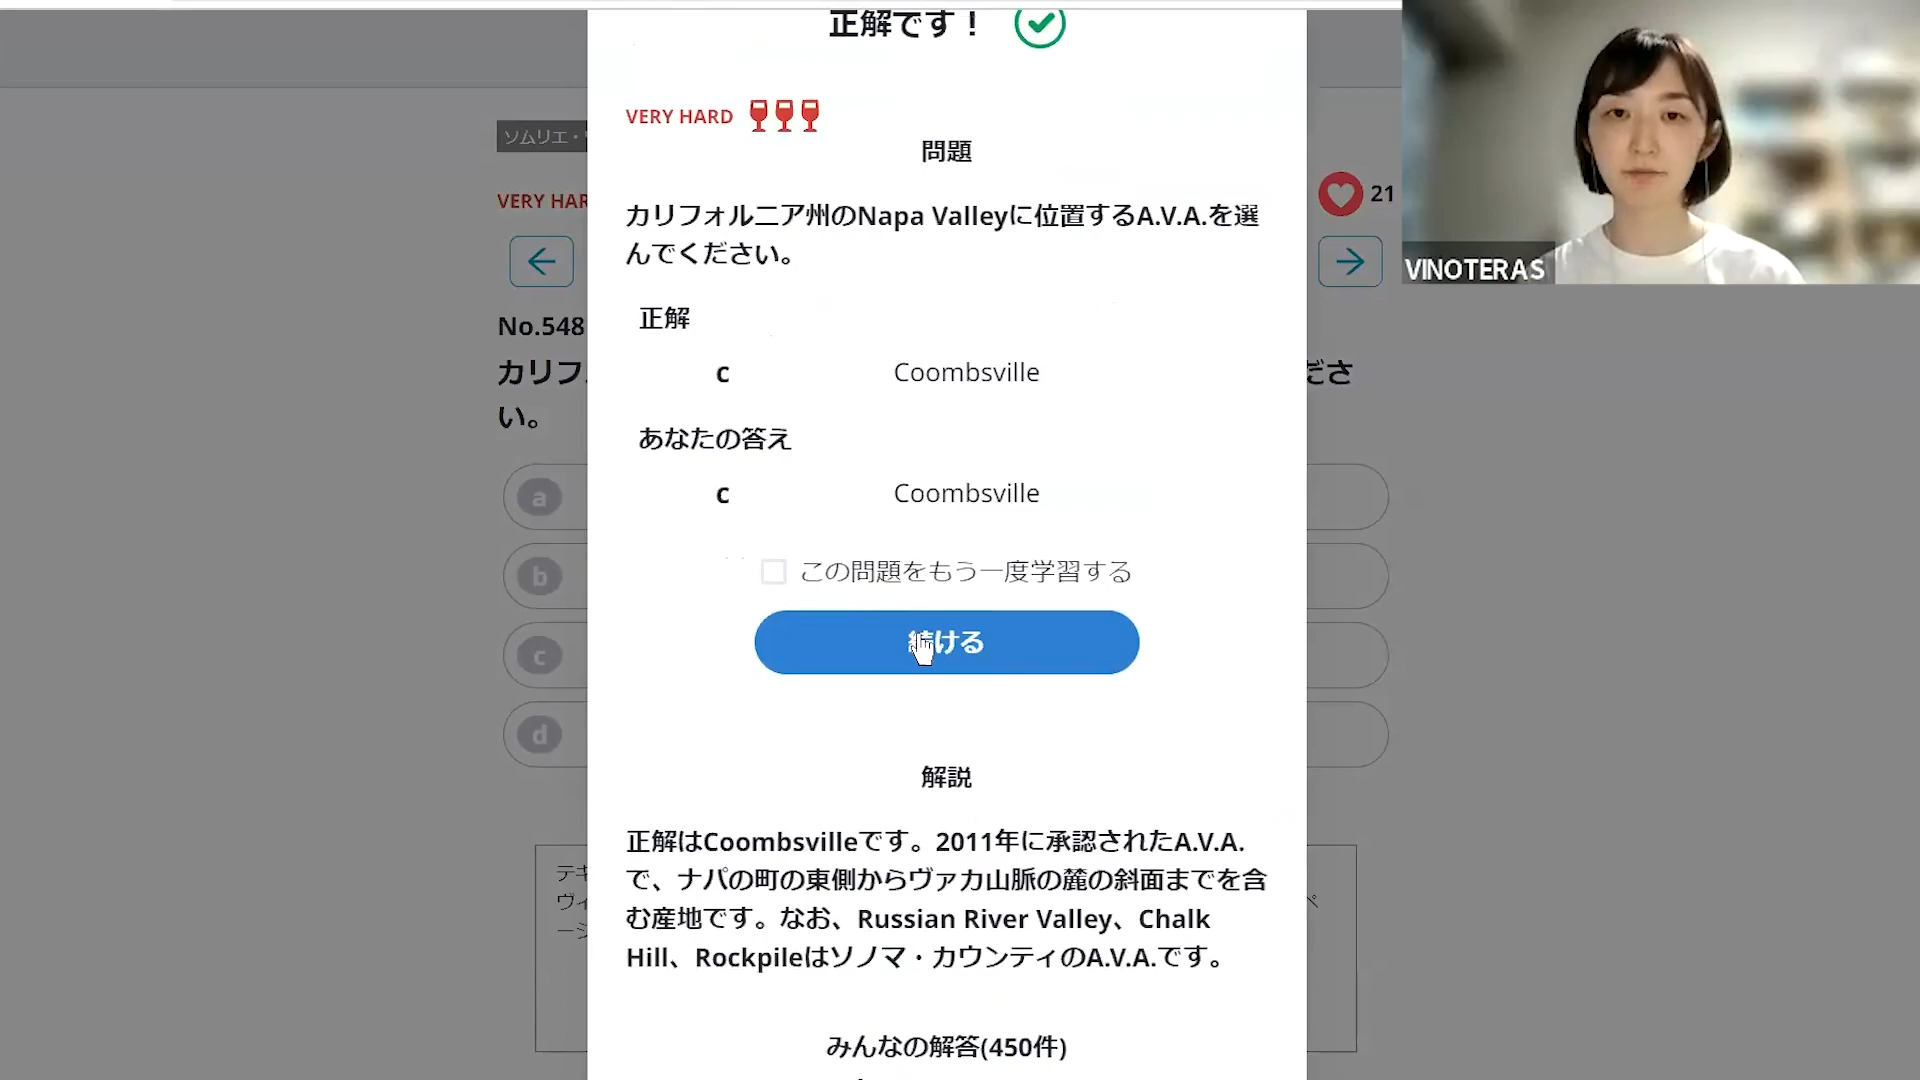 正解です！
VERY HARD
問題
カリフォルニア州のNapa Valleyに位置するA.V.A.を選
んでください。
正解
c Coombsville
あなたの答え
c Coombsville
この問題をもう一度学習する
続ける
解説
正解はCoombsvilleです。2011年に承認されたA.V.A.
で、ナパの町の東側からヴァカ山脈の麓の斜面までを含
む産地です。なお、Russian River Valley、Chalk
Hill、Rockpileはソノマ・カウンティのA.V.A.です。
みんなの解答(450件)
ソムリエ・
VERY HAR
21
No.548
カリフ ださ
い。
a
b
c
d
テキ
ヴィ ペ
ージ
VINOTERAS